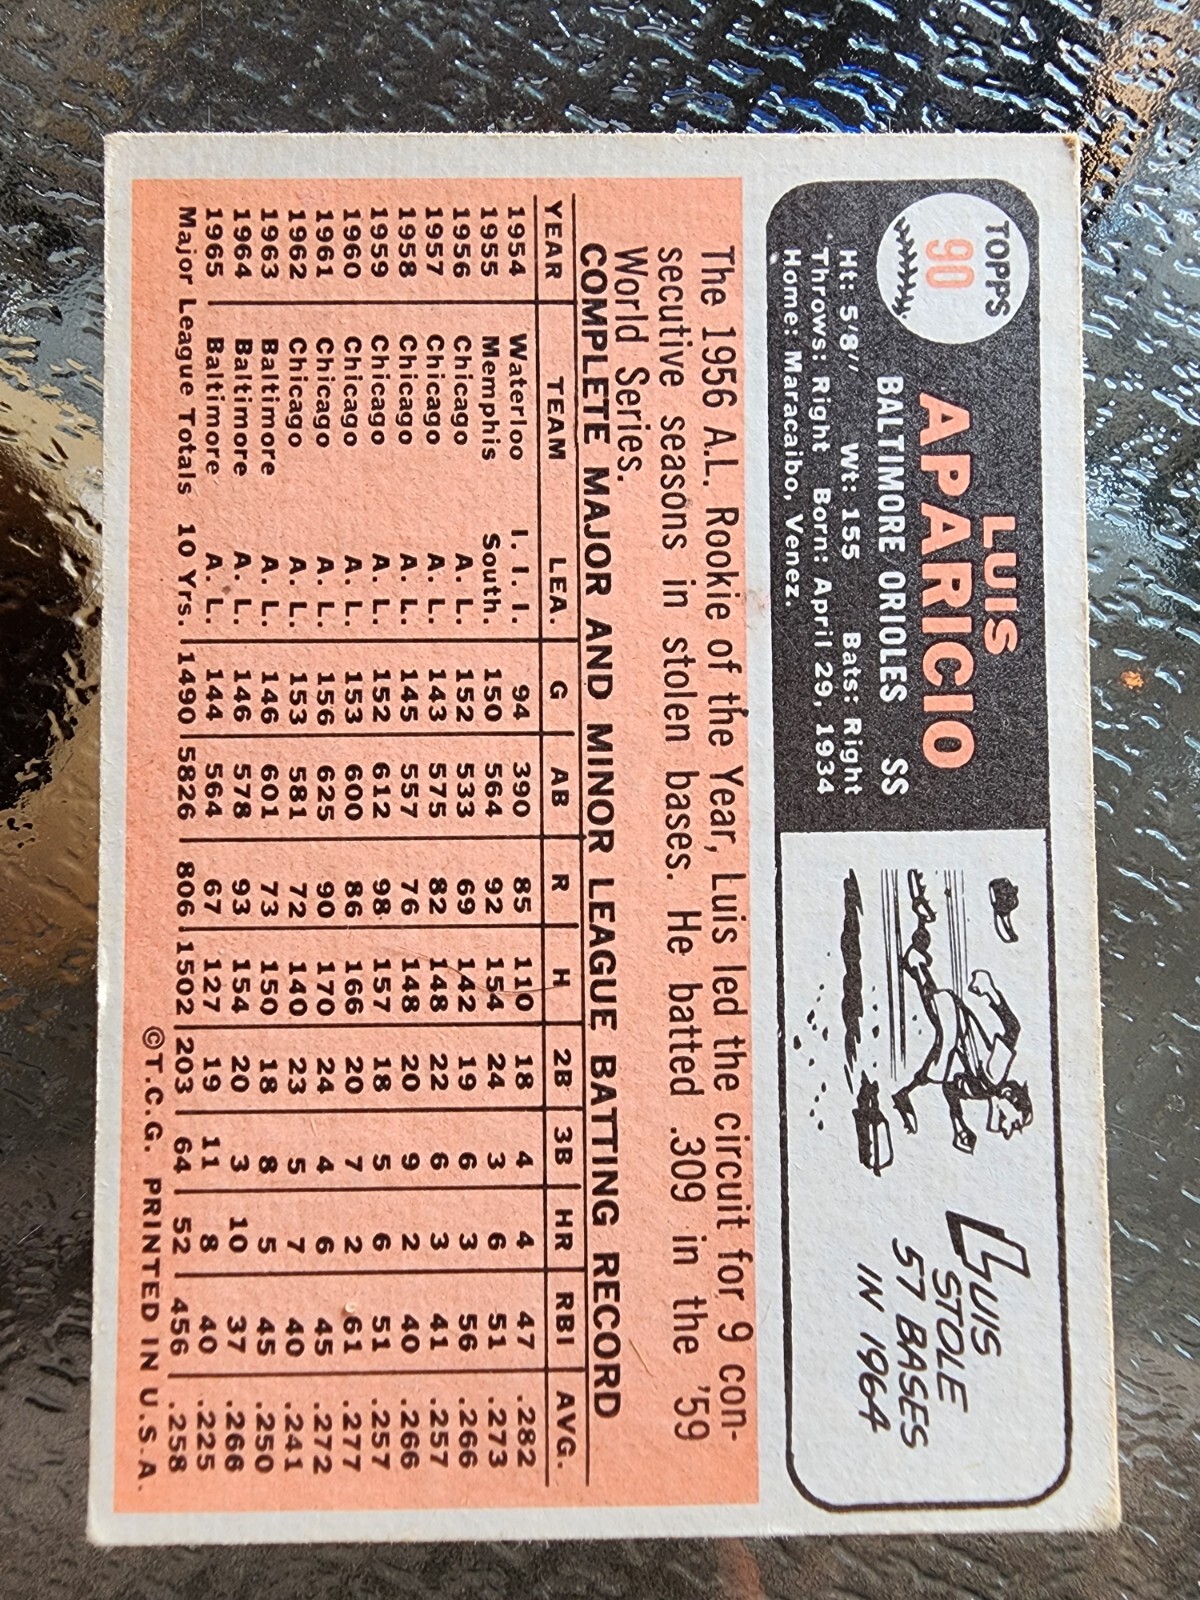 TOPPS
90
LUIS
APARICIO
BALTIMORE ORIOLES SS
Ht: 5'8" Wt: 155 Bats: Right
Throws: Right Born: April 29, 1934
Home: Maracaibo, Venez.
LUIS
STOLE
57 BASES
IN 1964
The 1956 A.L. Rookie of the Year, Luis led the circuit for 9 con-
secutive seasons in stolen bases. He batted .309 in the '59
World Series.
COMPLETE MAJOR AND MINOR LEAGUE BATTING RECORD
YEAR TEAM LEA. G AB R H 2B 3B HR RBI AVG.
1954 Waterloo I. I. I. 94 390 85 110 18 4 4 47 .282
1955 Memphis South. 150 564 92 154 24 3 6 51 .273
1956 Chicago A. L. 152 533 69 142 19 6 3 56 .266
1957 Chicago A. L. 143 575 82 148 22 6 3 41 .257
1958 Chicago A. L. 145 557 76 148 20 9 2 40 .266
1959 Chicago A. L. 152 612 98 157 18 5 6 51 .257
1960 Chicago A. L. 153 600 86 166 20 7 2 61 .277
1961 Chicago A. L. 156 625 90 170 24 4 6 45 .272
1962 Chicago A. L. 153 581 72 140 23 5 7 40 .241
1963 Baltimore A. L. 146 601 73 150 18 8 5 45 .250
1964 Baltimore A. L. 146 578 93 154 20 3 10 37 .266
1965 Baltimore A. L. 144 564 67 127 19 11 8 40 .225
Major League Totals 10 Yrs. 1490 5826 806 1502 203 64 52 456 .258
©T.C.G. PRINTED IN U.S.A.